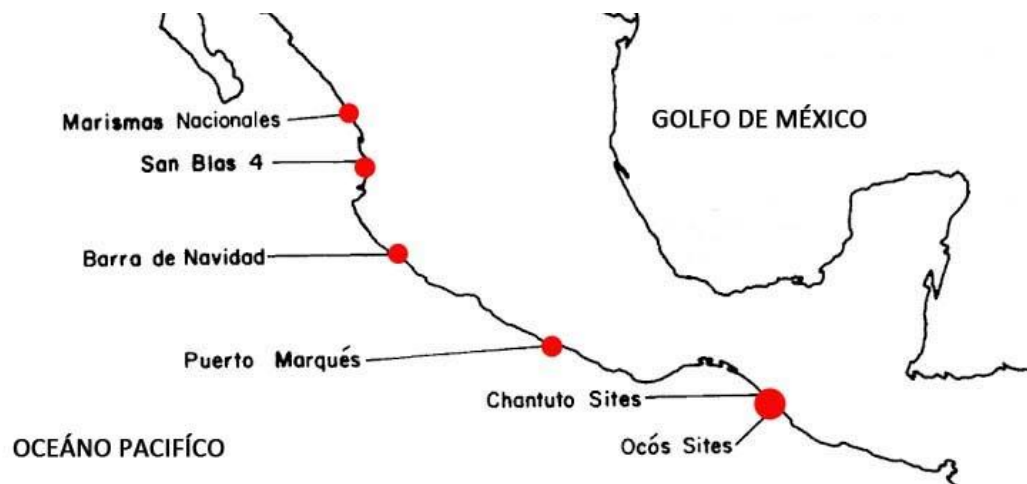 GOLFO DE MÉXICO
Marismas Nacionales
San Blas 4
Barra de Navidad
Puerto Marqués
Chantuto Sites
Ocós Sites
OCEÁNO PACIFÍCO